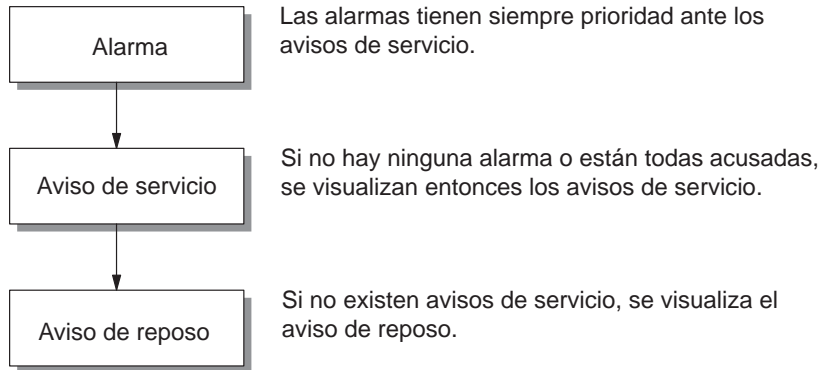 Alarma
Las alarmas tienen siempre prioridad ante los
avisos de servicio.
Aviso de servicio
Si no hay ninguna alarma o están todas acusadas,
se visualizan entonces los avisos de servicio.
Aviso de reposo
Si no existen avisos de servicio, se visualiza el
aviso de reposo.